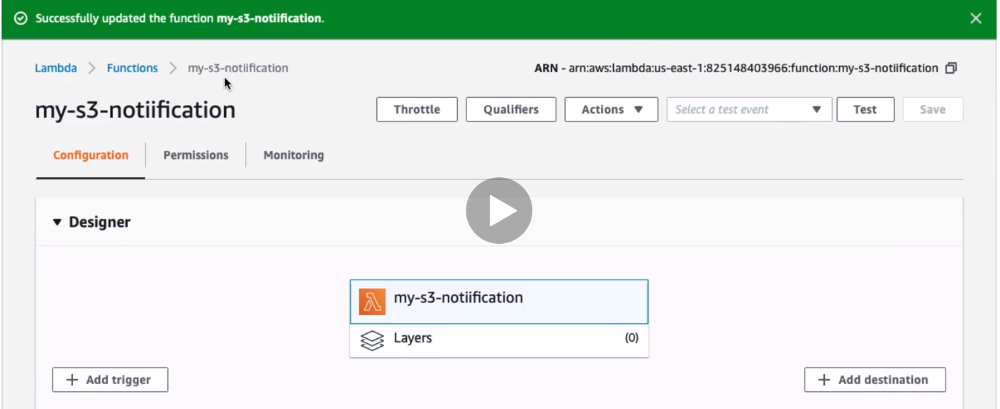 Successfully updated the function my-s3-notiification.
Lambda > Functions > my-s3-notiification
ARN - arn:aws:lambda:us-east-1:825148403966:function:my-s3-notiification
my-s3-notiification
Throttle Qualifiers Actions Select a test event Test Save
Configuration Permissions Monitoring
Designer
my-s3-notiification
Layers (0)
+ Add trigger + Add destination